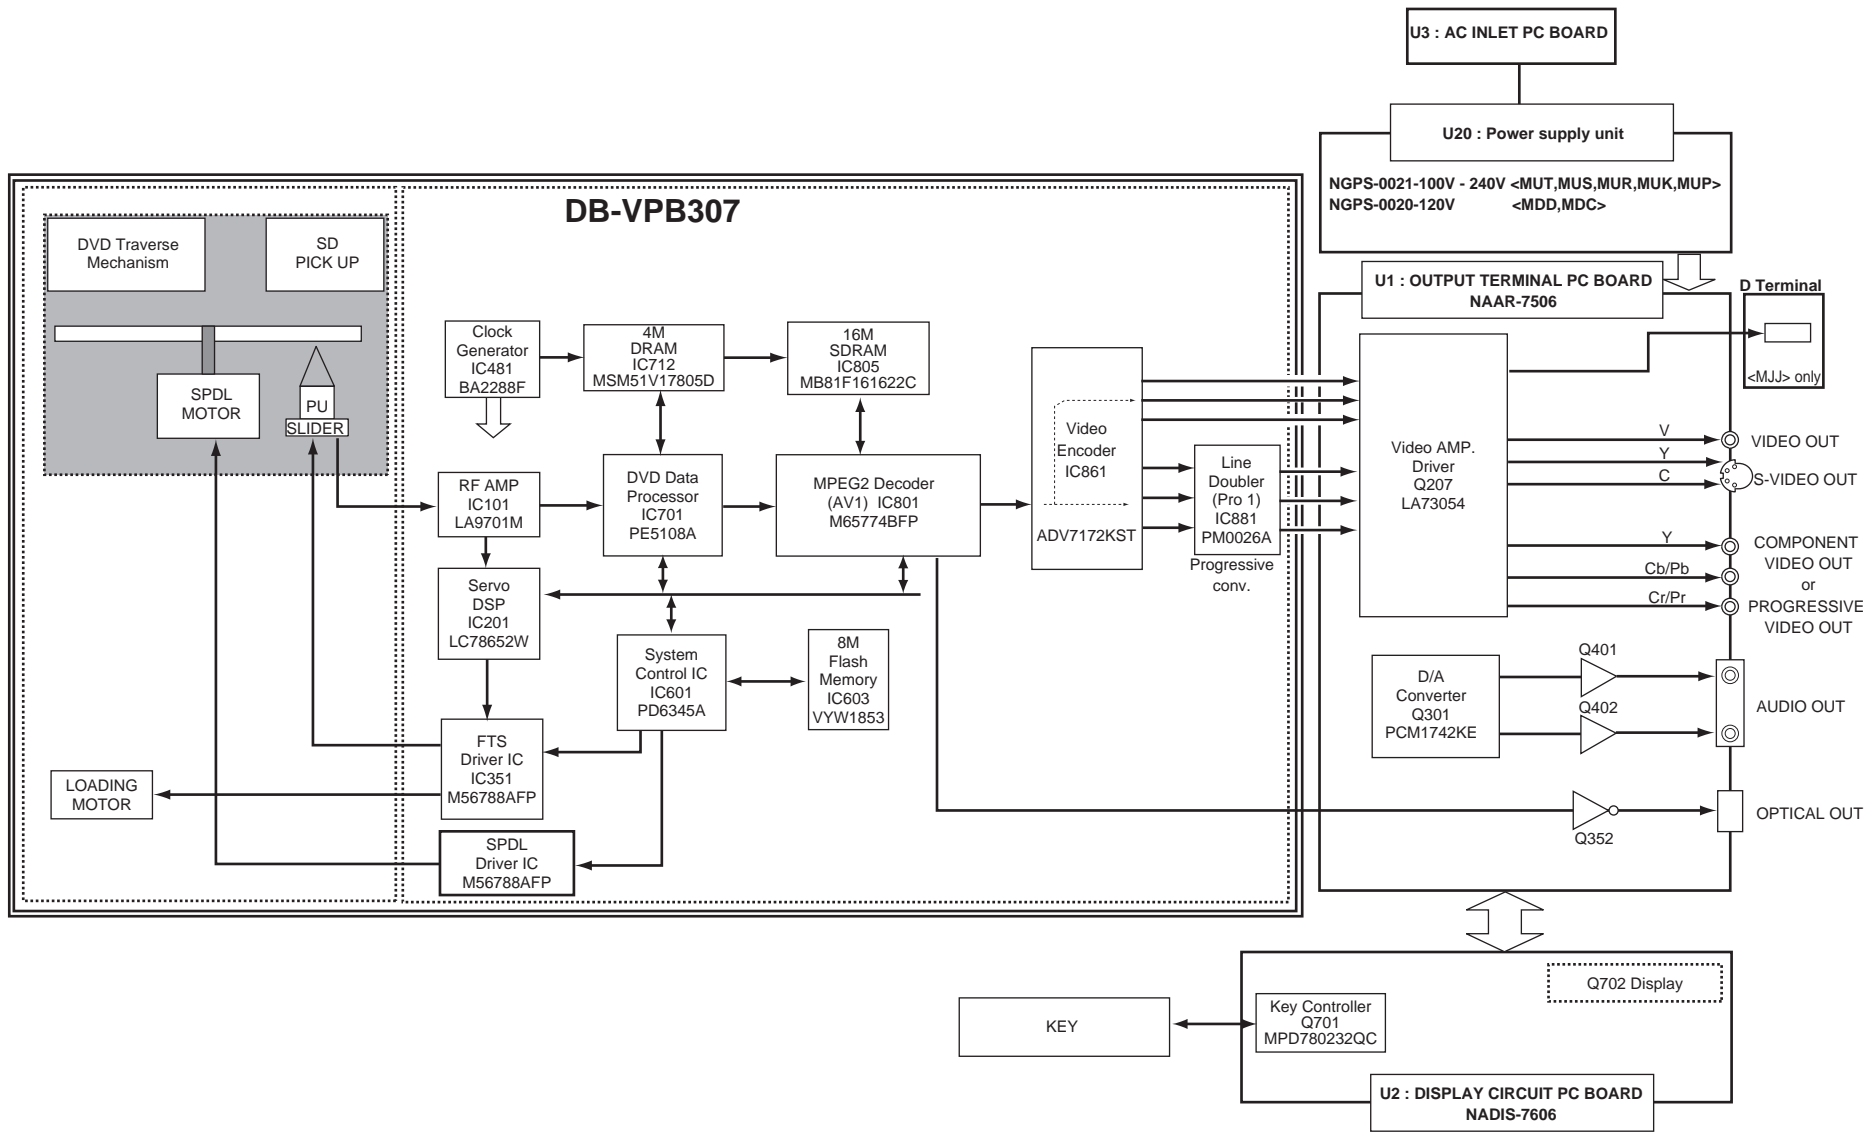 U3 : AC INLET PC BOARD
U20 : Power supply unit
NGPS-0021-100V - 240V <MUT,MUS,MUR,MUK,MUP>
NGPS-0020-120V <MDD,MDC>
DB-VPB307
DVD Traverse
Mechanism
SD
PICK UP
SPDL
MOTOR
PU
SLIDER
LOADING
MOTOR
Clock
Generator
IC481
BA2288F
4M
DRAM
IC712
MSM51V17805D
16M
SDRAM
IC805
MB81F161622C
RF AMP
IC101
LA9701M
DVD Data
Processor
IC701
PE5108A
MPEG2 Decoder
(AV1) IC801
M65774BFP
Video
Encoder
IC861
ADV7172KST
Line
Doubler
(Pro 1)
IC881
PM0026A
Progressive
conv.
Servo
DSP
IC201
LC78652W
System
Control IC
IC601
PD6345A
8M
Flash
Memory
IC603
VYW1853
FTS
Driver IC
IC351
M56788AFP
SPDL
Driver IC
M56788AFP
U1 : OUTPUT TERMINAL PC BOARD
NAAR-7506
D Terminal
<MJJ> only
Video AMP.
Driver
Q207
LA73054
V
VIDEO OUT
Y
C
S-VIDEO OUT
Y
Cb/Pb
Cr/Pr
COMPONENT
VIDEO OUT
or
PROGRESSIVE
VIDEO OUT
D/A
Converter
Q301
PCM1742KE
Q401
Q402
AUDIO OUT
Q352
OPTICAL OUT
KEY
Key Controller
Q701
MPD780232QC
Q702 Display
U2 : DISPLAY CIRCUIT PC BOARD
NADIS-7606